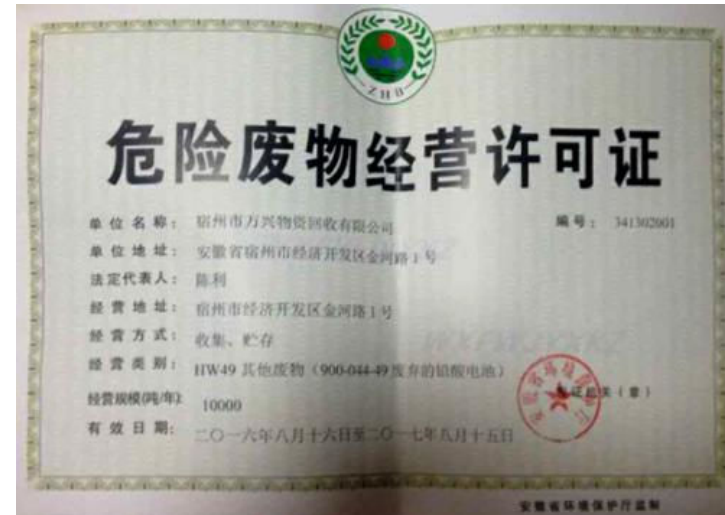 ZHB
危险废物经营许可证
单位名称： 宿州市万兴物资回收有限公司 编号： 341302001
单位地址： 安徽省宿州市经济开发区金河路1号
法定代表人： 陈利
经营地址： 宿州市经济开发区金河路1号
经营方式： 收集、贮存
经营类别： HW49 其他废物（900-044-49废弃的铅酸电池）
经营规模(吨/年): 10000
发证机关（章）
有效日期： 二〇一六年八月十六日至二〇一七年八月十五日
安徽省环境保护厅监制